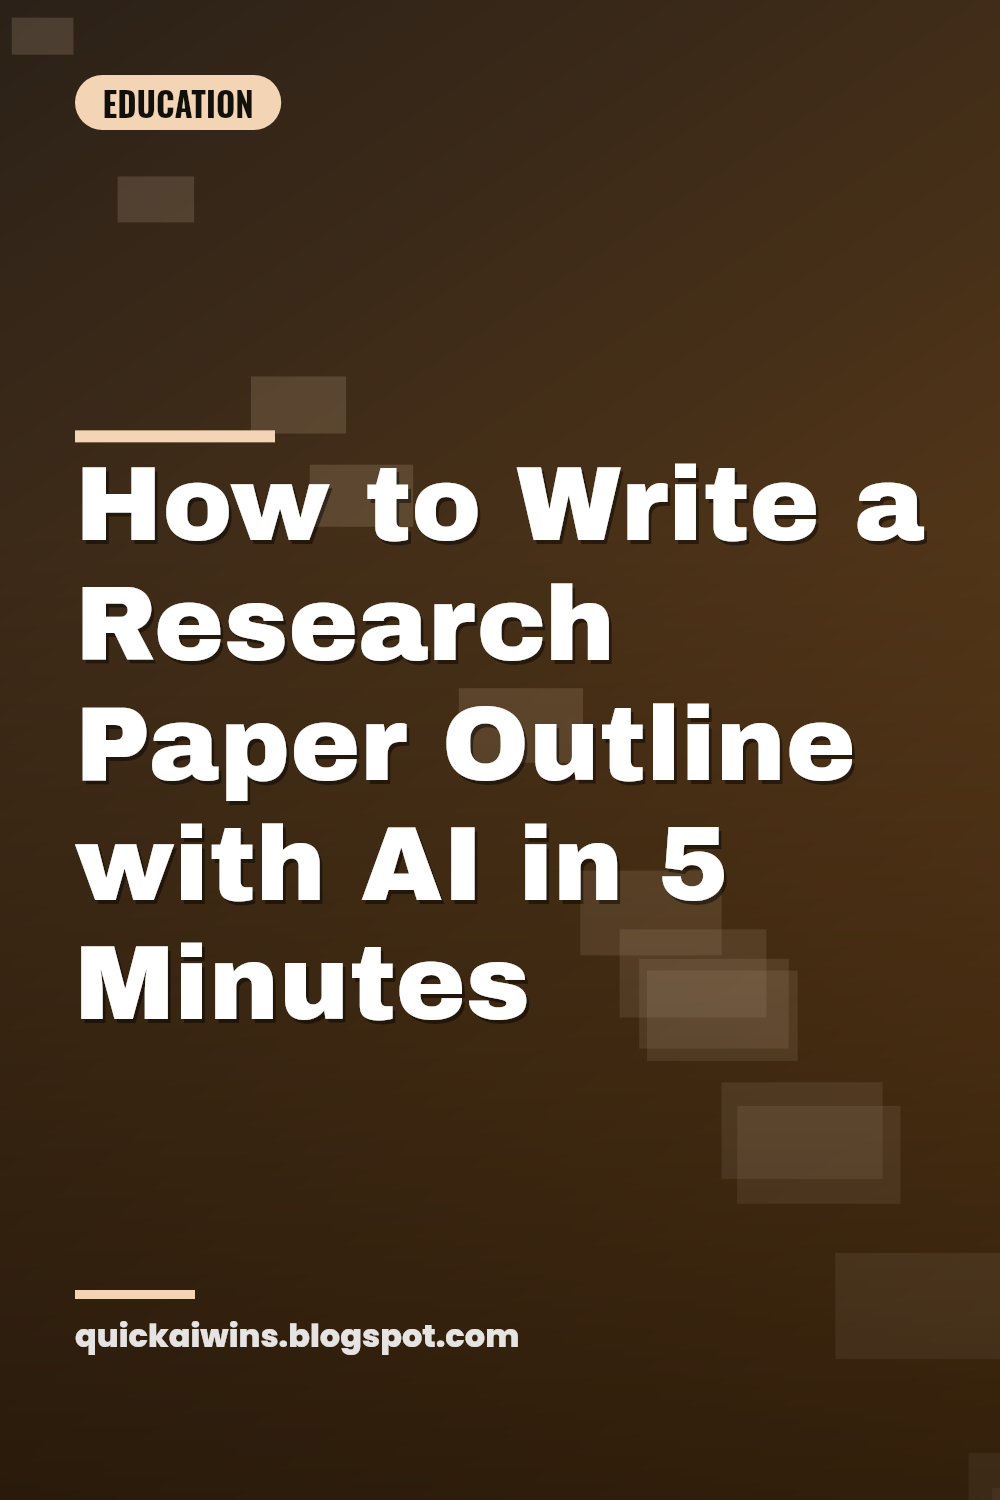 EDUCATION
How to Write a
Research
Paper Outline
with AI in 5
Minutes
quickaiwins.blogspot.com